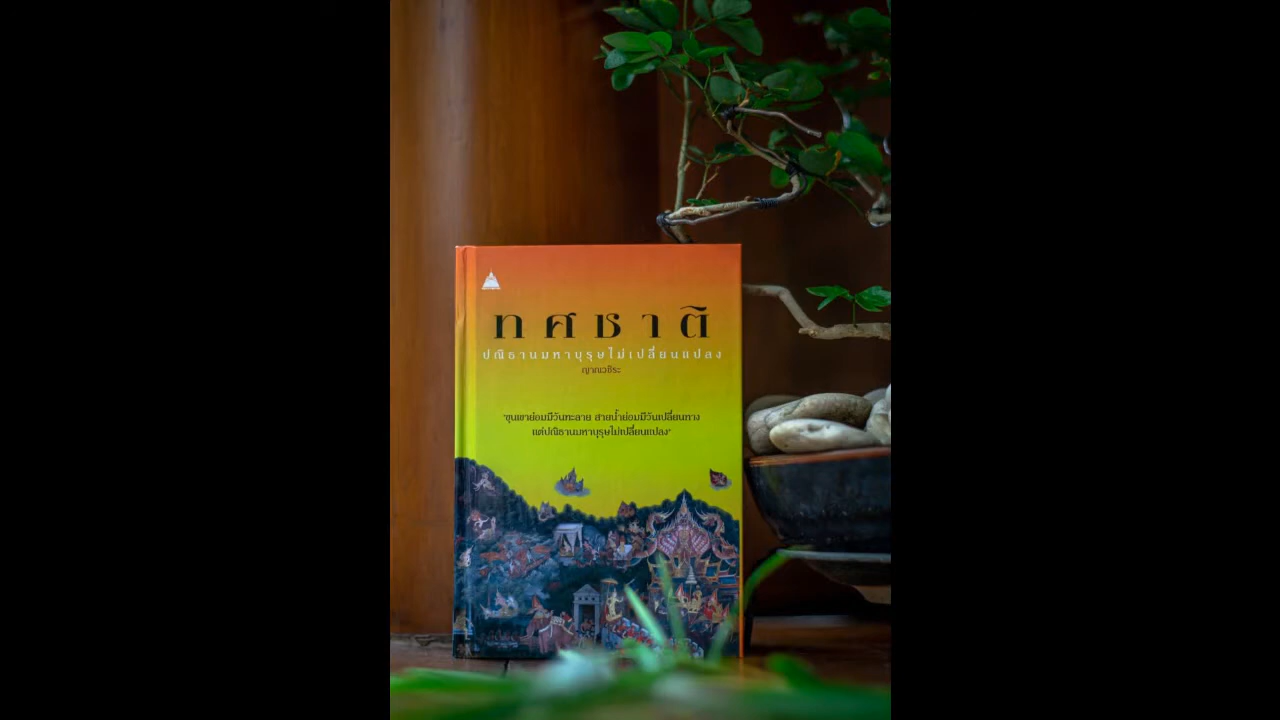 ทศชาติ
ปณิธานมหาบุรุษไม่เปลี่ยนแปลง
ญาณวชิระ
"ขุนเขาย่อมมีวันทะลาย สายน้ำย่อมมีวันเปลี่ยนทาง
แต่ปณิธานมหาบุรุษไม่เปลี่ยนแปลง"